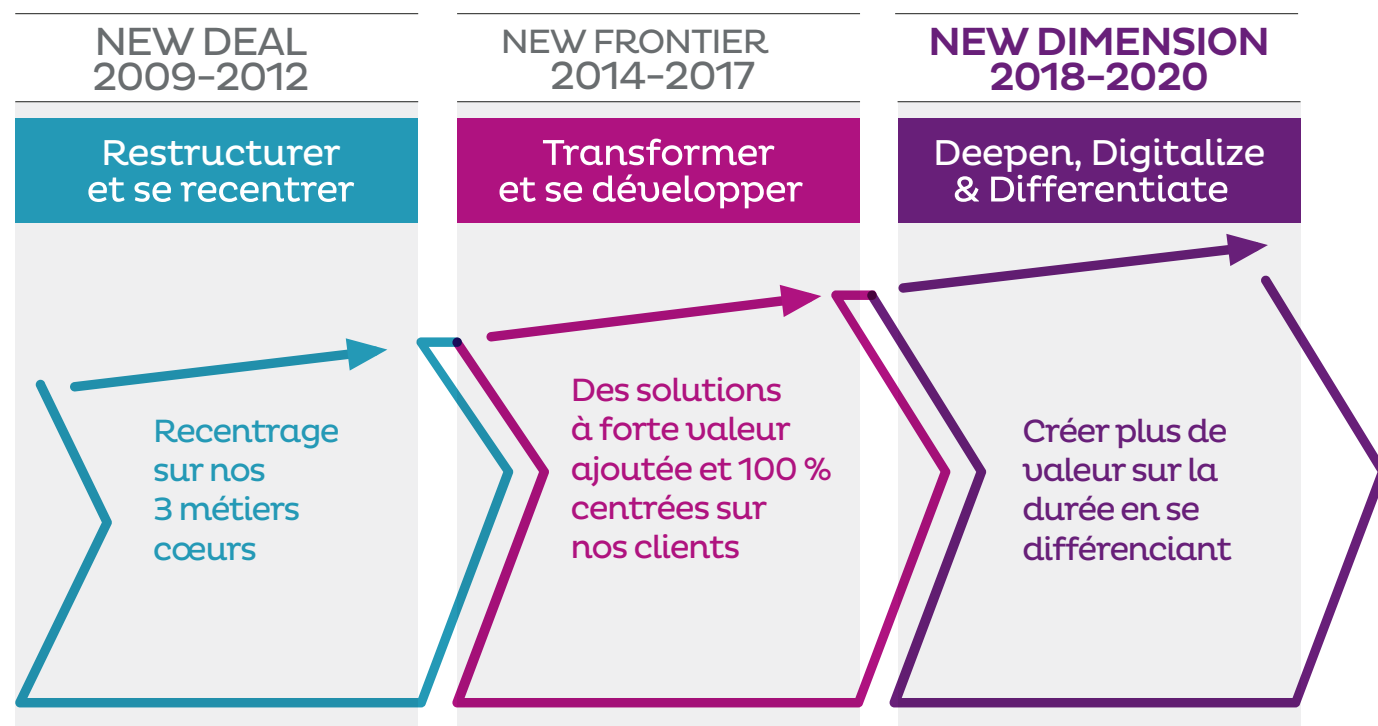 NEW DEAL
2009–2012
Restructurer
et se recentrer
Recentrage
sur nos
3 métiers
cœurs
NEW FRONTIER
2014–2017
Transformer
et se développer
Des solutions
à forte valeur
ajoutée et 100 %
centrées sur
nos clients
NEW DIMENSION
2018–2020
Deepen, Digitalize
& Differentiate
Créer plus de
valeur sur la
durée en se
différenciant